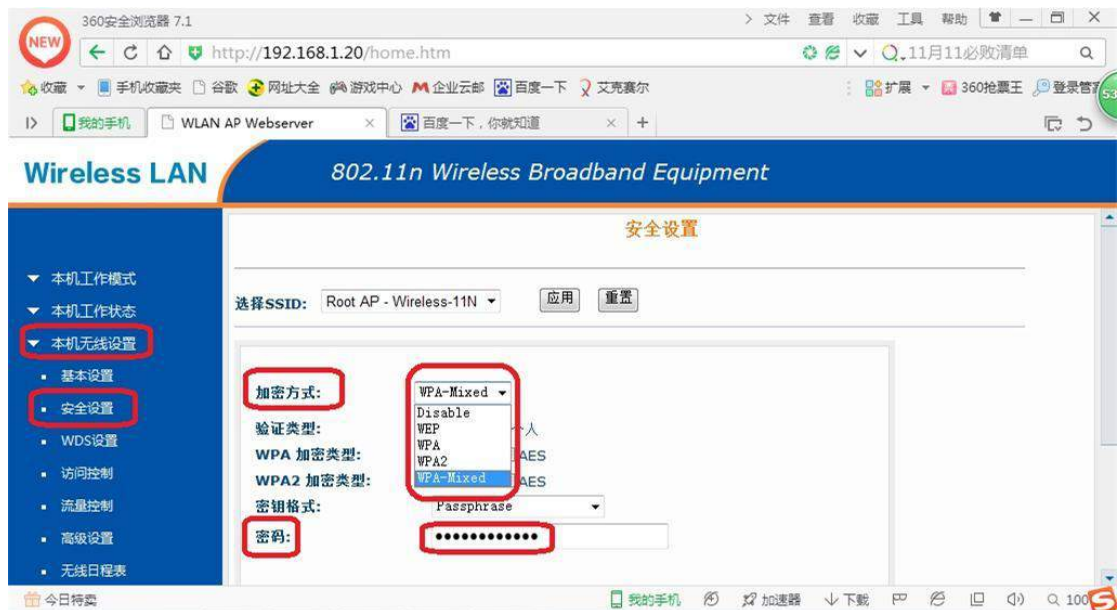 360安全浏览器 7.1
文件 查看 收藏 工具 帮助
NEW
http://192.168.1.20/home.htm
11月11必败清单
收藏 手机收藏夹 谷歌 网址大全 游戏中心 企业云邮 百度一下 艾克赛尔 扩展 360抢票王 登录管
53
我的手机 WLAN AP Webserver 百度一下，你就知道
Wireless LAN
802.11n Wireless Broadband Equipment
安全设置
本机工作模式
选择SSID: Root AP - Wireless-11N 应用 重置
本机工作状态
本机无线设置
基本设置
加密方式: WPA-Mixed
安全设置
Disable
验证类型: WEP 个人
WDS设置
WPA
WPA 加密类型: AES
WPA2
访问控制
WPA2 加密类型: WPA-Mixed AES
流量控制
密钥格式: Passphrase
高级设置
密码: ●●●●●●●●●●●●
无线日程表
今日特卖 我的手机 加速器 下载 100